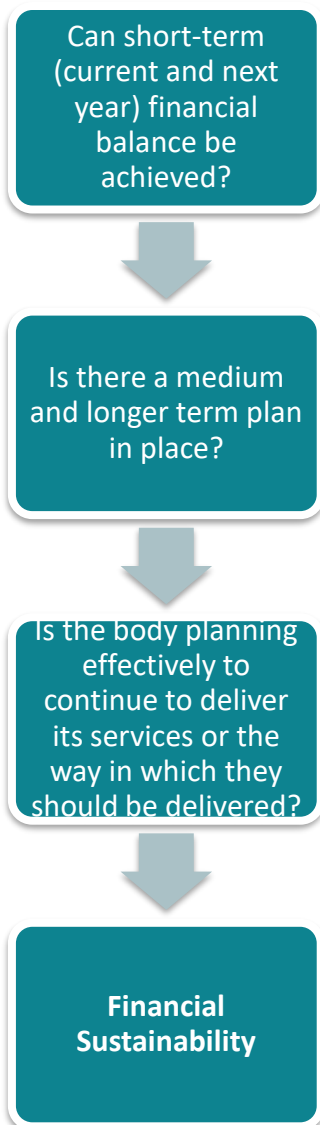 Can short-term
(current and next
year) financial
balance be
achieved?
Is there a medium
and longer term plan
in place?
Is the body planning
effectively to
continue to deliver
its services or the
way in which they
should be delivered?
Financial
Sustainability